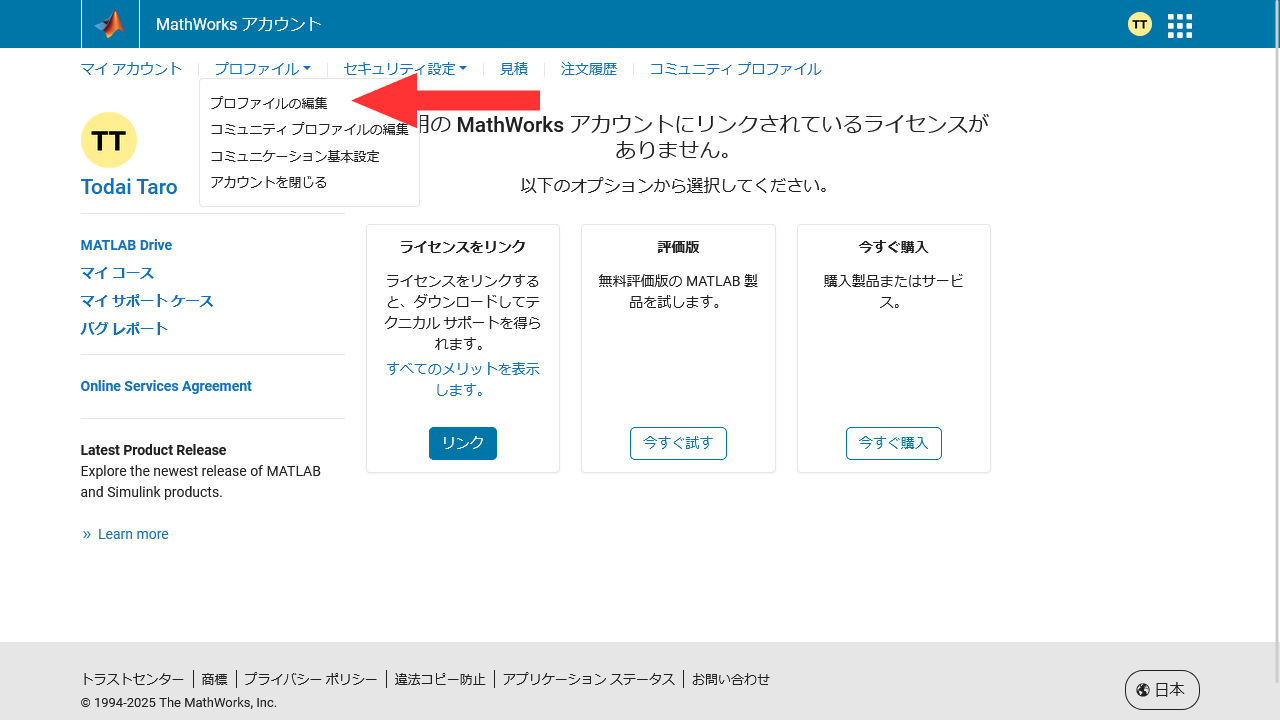 MathWorks アカウント
TT
マイ アカウント
プロファイル
セキュリティ設定
見積
注文履歴
コミュニティ プロファイル
プロファイルの編集
コミュニティ プロファイルの編集
コミュニケーション基本設定
アカウントを閉じる
TT
Todai Taro
の MathWorks アカウントにリンクされているライセンスが
ありません。
以下のオプションから選択してください。
MATLAB Drive
マイ コース
マイ サポート ケース
バグ レポート
Online Services Agreement
Latest Product Release
Explore the newest release of MATLAB
and Simulink products.
» Learn more
ライセンスをリンク
ライセンスをリンクする
と、ダウンロードしてテ
クニカル サポートを得ら
れます。
すべてのメリットを表示
します。
リンク
評価版
無料評価版の MATLAB 製
品を試します。
今すぐ試す
今すぐ購入
購入製品またはサービ
ス。
今すぐ購入
トラストセンター
商標
プライバシー ポリシー
違法コピー防止
アプリケーション ステータス
お問い合わせ
© 1994-2025 The MathWorks, Inc.
日本